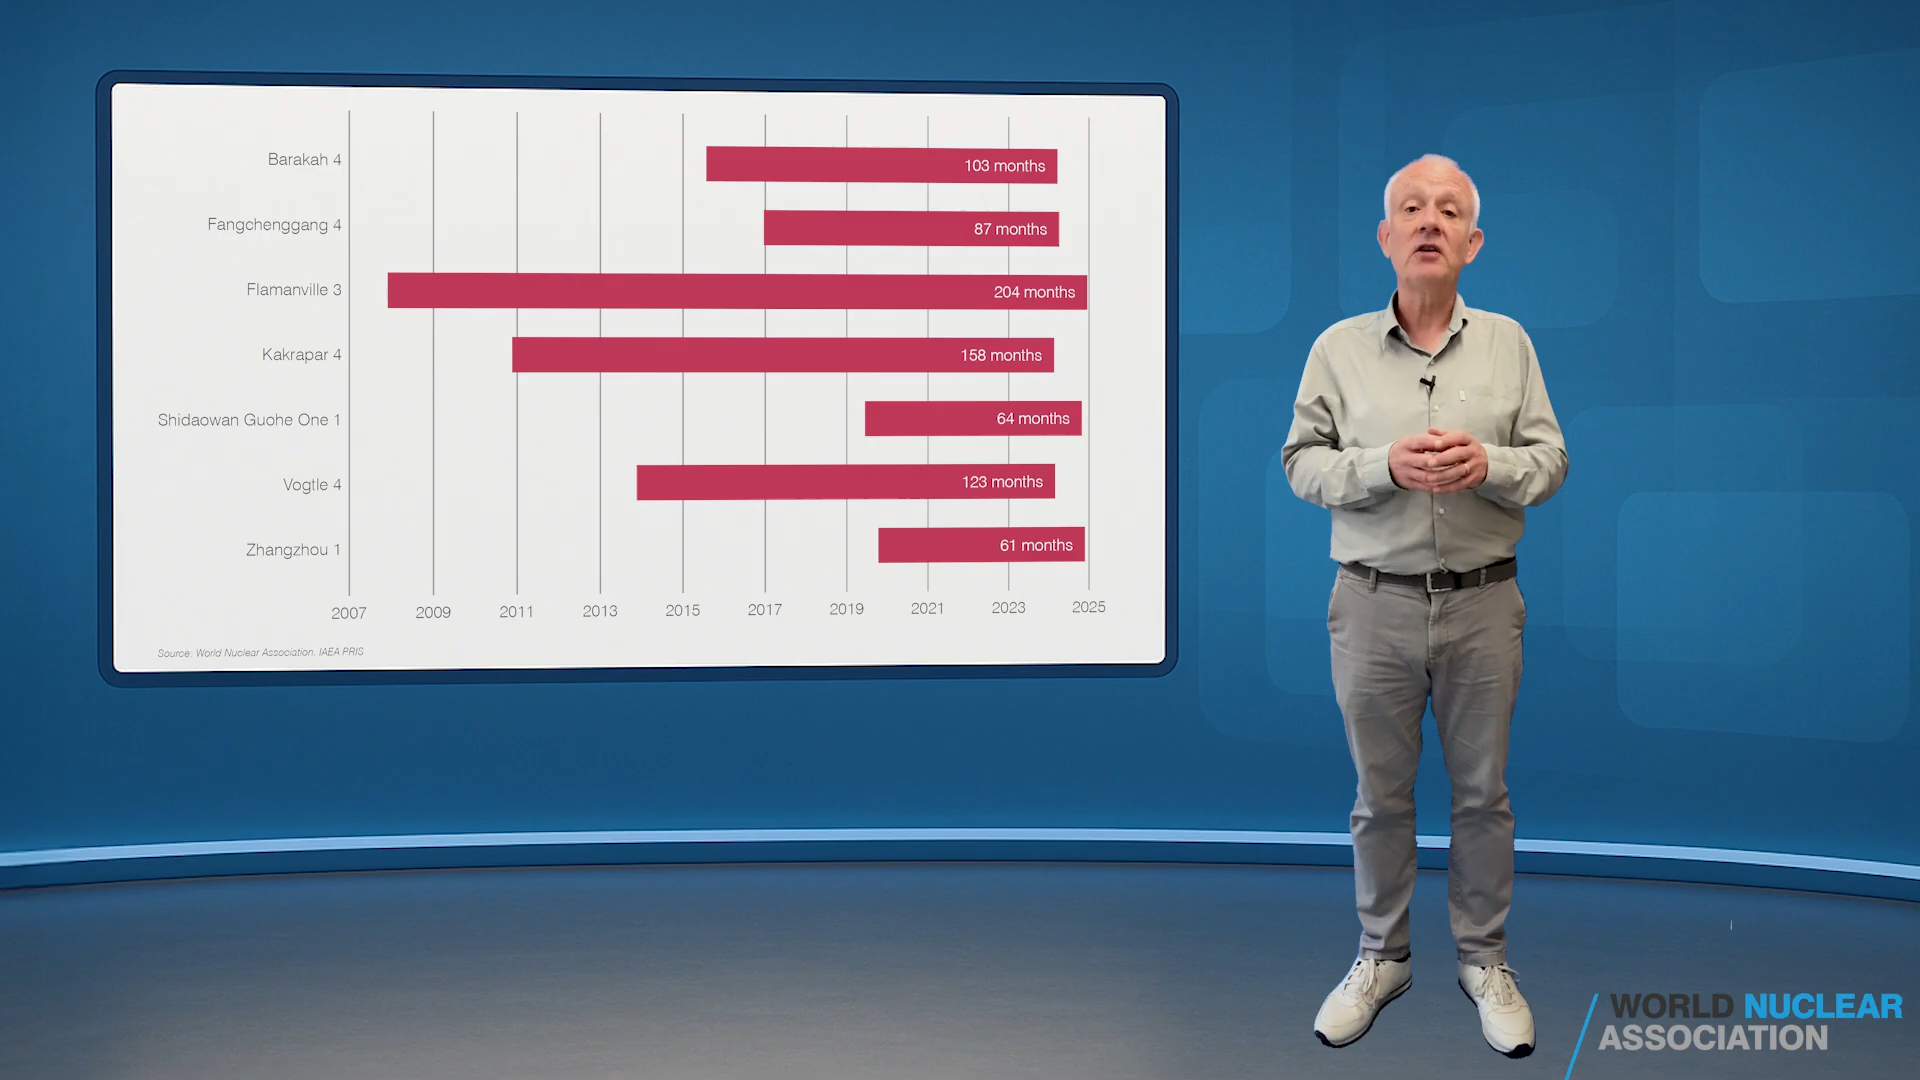 Barakah 4
103 months
Fangchenggang 4
87 months
Flamanville 3
204 months
Kakrapar 4
158 months
Shidaowan Guohe One 1
64 months
Vogtle 4
123 months
Zhangzhou 1
61 months
2007 2009 2011 2013 2015 2017 2019 2021 2023 2025
Source: World Nuclear Association, IAEA PRIS
WORLD NUCLEAR
ASSOCIATION